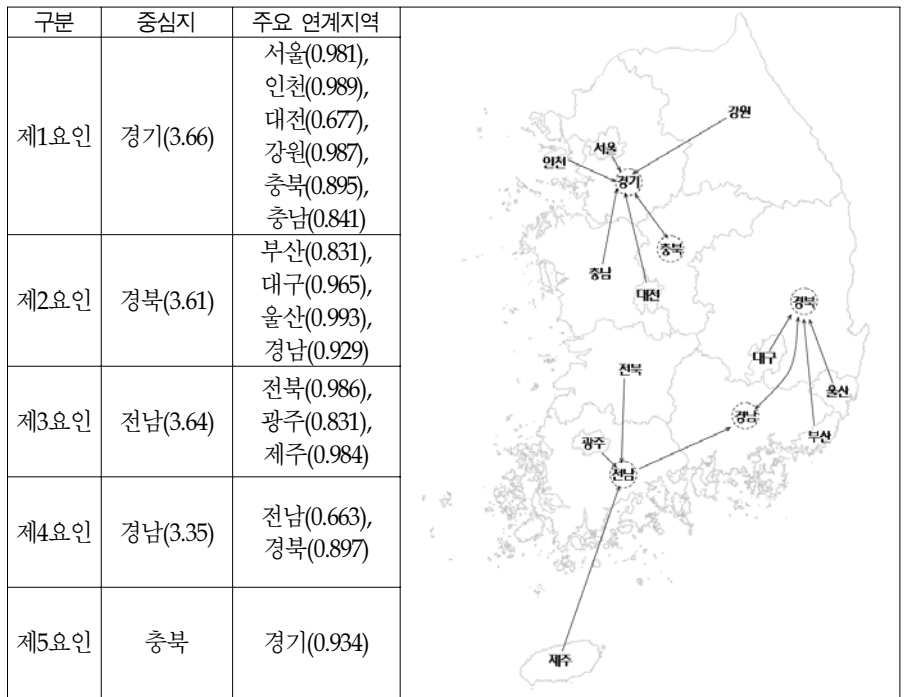 구분 중심지 주요 연계지역
제1요인 경기(3.66) 서울(0.981),
인천(0.989),
대전(0.677),
강원(0.987),
충북(0.895),
충남(0.841)
제2요인 경북(3.61) 부산(0.831),
대구(0.965),
울산(0.993),
경남(0.929)
제3요인 전남(3.64) 전북(0.986),
광주(0.831),
제주(0.984)
제4요인 경남(3.35) 전남(0.663),
경북(0.897)
제5요인 충북 경기(0.934)
강원
서울
인천
경기
충북
충남
대전
경북
대구
전북
울산
경남
부산
광주
전남
제주